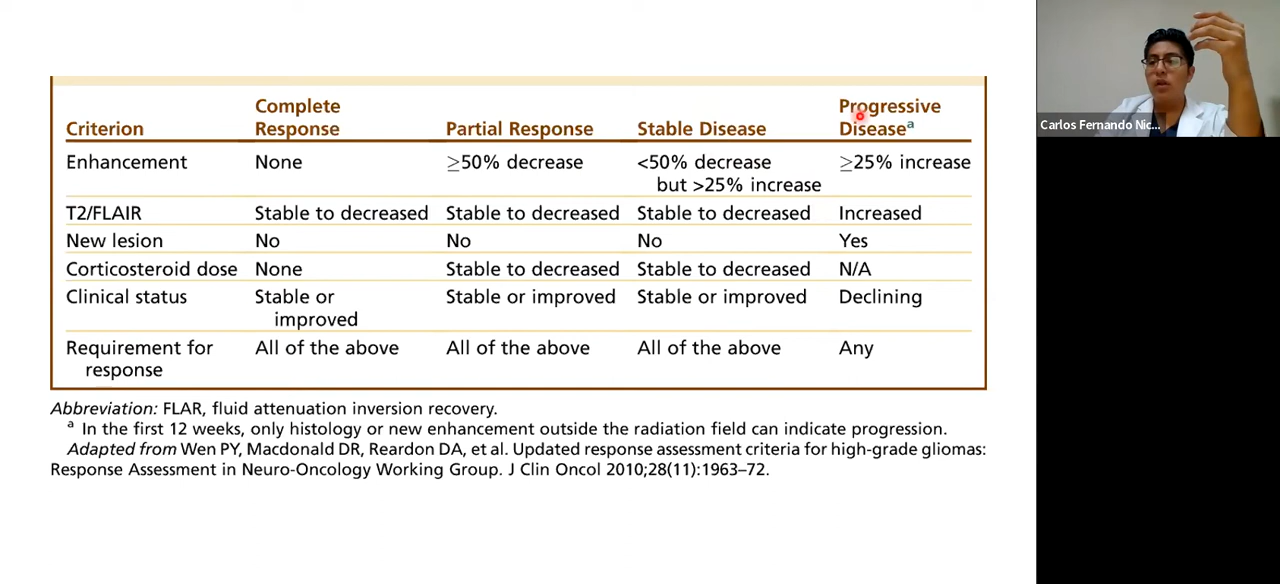 Criterion Complete Response Partial Response Stable Disease Progressive Diseaseᵃ
Enhancement None ≥50% decrease <50% decrease but >25% increase ≥25% increase
T2/FLAIR Stable to decreased Stable to decreased Stable to decreased Increased
New lesion No No No Yes
Corticosteroid dose None Stable to decreased Stable to decreased N/A
Clinical status Stable or improved Stable or improved Stable or improved Declining
Requirement for response All of the above All of the above All of the above Any
Abbreviation: FLAR, fluid attenuation inversion recovery.
ᵃ In the first 12 weeks, only histology or new enhancement outside the radiation field can indicate progression.
Adapted from Wen PY, Macdonald DR, Reardon DA, et al. Updated response assessment criteria for high-grade gliomas:
Response Assessment in Neuro-Oncology Working Group. J Clin Oncol 2010;28(11):1963–72.
Carlos Fernando Nic...